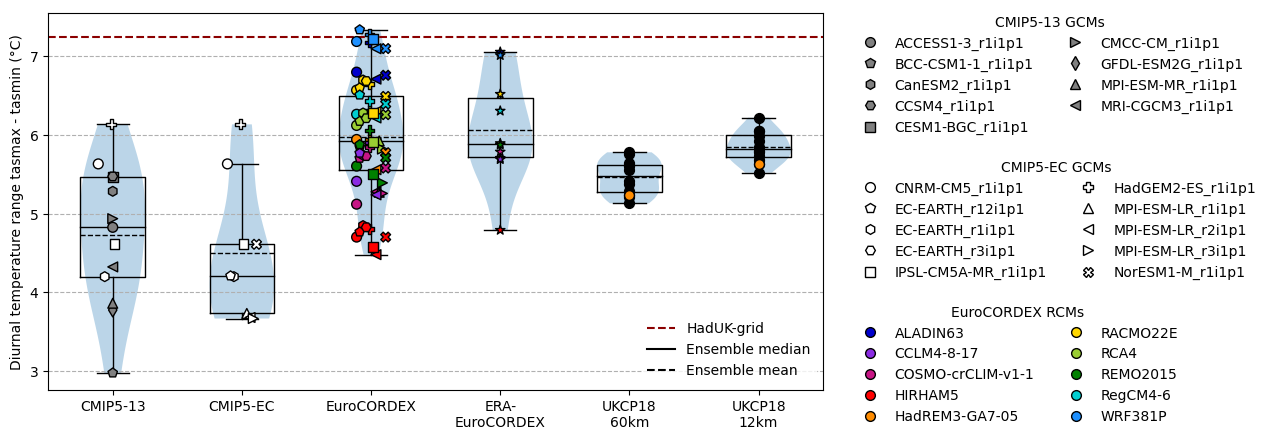 Diurnal temperature range tasmax - tasmin (°C)
7
6
5
4
3
CMIP5-13
CMIP5-EC
EuroCORDEX
ERA-
EuroCORDEX
UKCP18
60km
UKCP18
12km
HadUK-grid
Ensemble median
Ensemble mean
CMIP5-13 GCMs
ACCESS1-3_r1i1p1
BCC-CSM1-1_r1i1p1
CanESM2_r1i1p1
CCSM4_r1i1p1
CESM1-BGC_r1i1p1
CMCC-CM_r1i1p1
GFDL-ESM2G_r1i1p1
MPI-ESM-MR_r1i1p1
MRI-CGCM3_r1i1p1
CMIP5-EC GCMs
CNRM-CM5_r1i1p1
EC-EARTH_r12i1p1
EC-EARTH_r1i1p1
EC-EARTH_r3i1p1
IPSL-CM5A-MR_r1i1p1
HadGEM2-ES_r1i1p1
MPI-ESM-LR_r1i1p1
MPI-ESM-LR_r2i1p1
MPI-ESM-LR_r3i1p1
NorESM1-M_r1i1p1
EuroCORDEX RCMs
ALADIN63
CCLM4-8-17
COSMO-crCLIM-v1-1
HIRHAM5
HadREM3-GA7-05
RACMO22E
RCA4
REMO2015
RegCM4-6
WRF381P